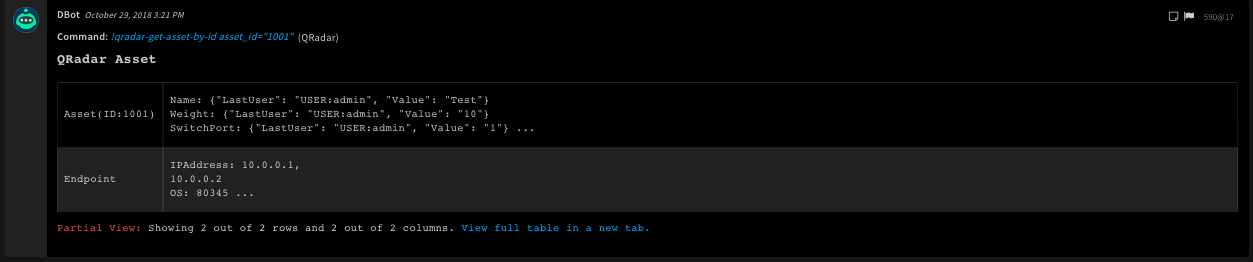 DBot October 29, 2018 3:21 PM
590@17
Command: !qradar-get-asset-by-id asset_id="1001" (QRadar)
QRadar Asset
Asset(ID:1001)
Name: {"LastUser": "USER:admin", "Value": "Test"}
Weight: {"LastUser": "USER:admin", "Value": "10"}
SwitchPort: {"LastUser": "USER:admin", "Value": "1"} ...
Endpoint
IPAddress: 10.0.0.1,
10.0.0.2
OS: 80345 ...
Partial View: Showing 2 out of 2 rows and 2 out of 2 columns. View full table in a new tab.